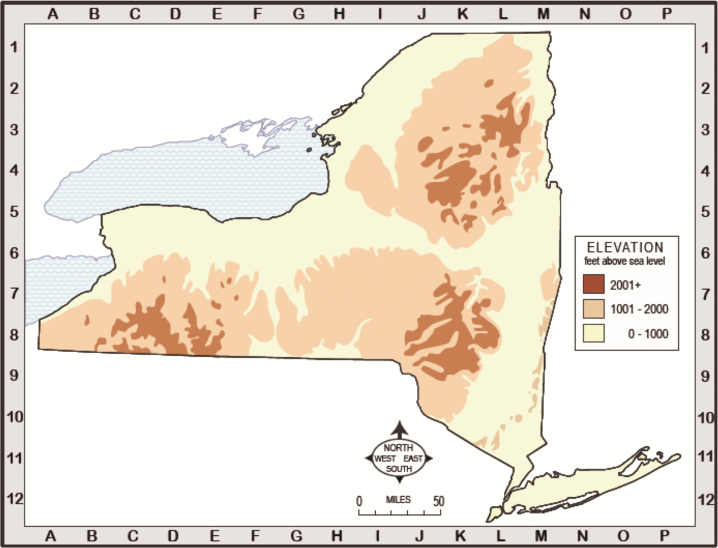 A B C D E F G H I J K L M N O P
1 1
2 2
3 3
4 4
5 5
6 6
ELEVATION
feet above sea level
2001+
7 7
1001 - 2000
8 0 - 1000 8
9 9
10 10
NORTH
WEST EAST
SOUTH
11 11
0 MILES 50
12 12
A B C D E F G H I J K L M N O P